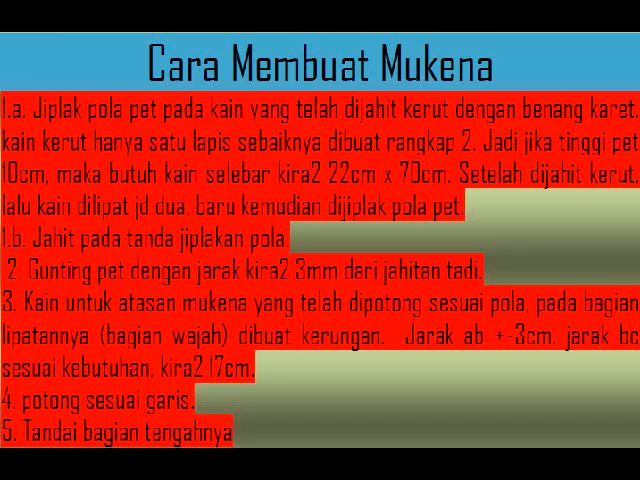 Cara Membuat Mukena
1.a. Jiplak pola pet pada kain yang telah dijahit kerut dengan benang karet.
kain kerut hanya satu lapis sebaiknya dibuat rangkap 2. Jadi jika tinggi pet
10cm, maka butuh kain selebar kira2 22cm x 70cm. Setelah dijahit kerut,
lalu kain dilipat jd dua, baru kemudian dijiplak pola pet.
1.b. Jahit pada tanda jiplakan pola.
2. Gunting pet dengan jarak kira2 3mm dari jahitan tadi.
3. Kain untuk atasan mukena yang telah dipotong sesuai pola, pada bagian
lipatannya (bagian wajah) dibuat kerungan. Jarak ab +-3cm. jarak bc
sesuai kebutuhan, kira2 17cm.
4. potong sesuai garis.
5. Tandai bagian tengahnya